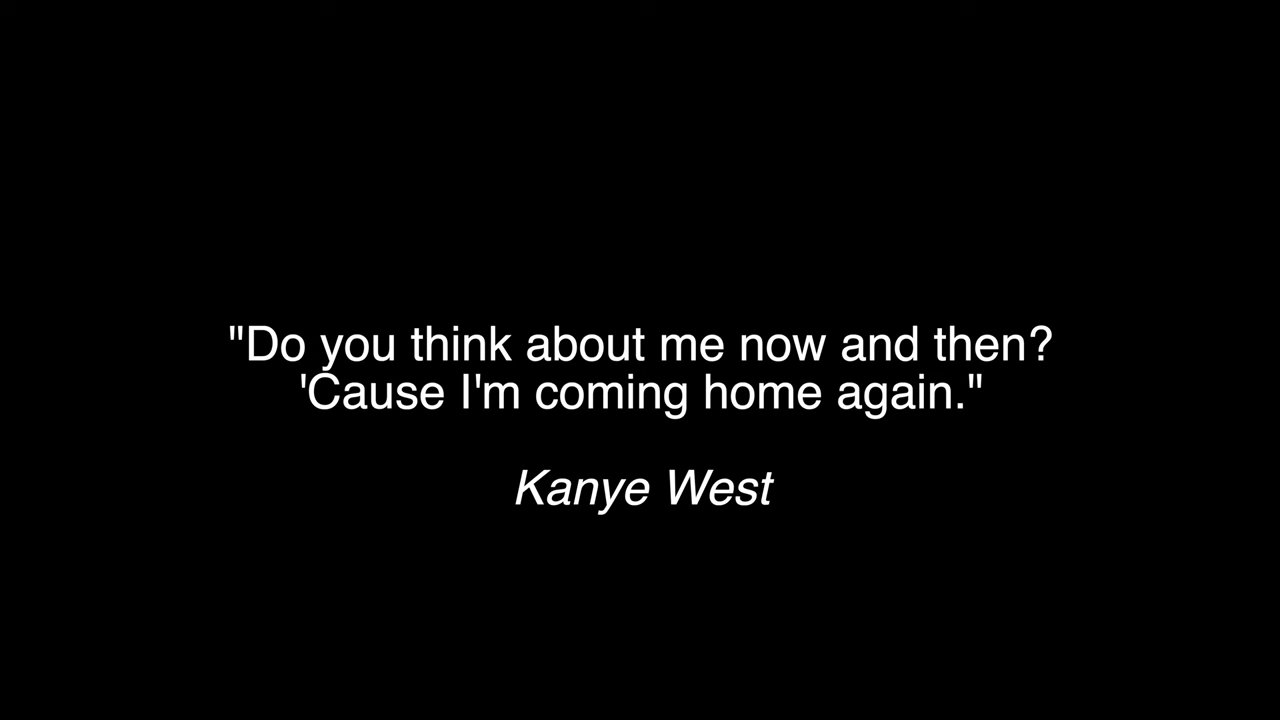 "Do you think about me now and then?
'Cause I'm coming home again."
Kanye West